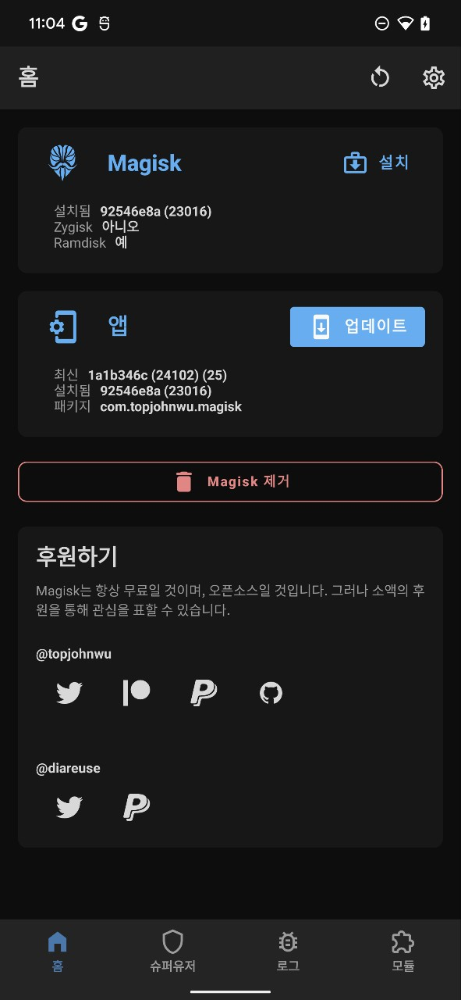 11:04
홈
Magisk
설치
설치됨 92546e8a (23016)
Zygisk 아니오
Ramdisk 예
앱
업데이트
최신 1a1b346c (24102) (25)
설치됨 92546e8a (23016)
패키지 com.topjohnwu.magisk
Magisk 제거
후원하기
Magisk는 항상 무료일 것이며, 오픈소스일 것입니다. 그러나 소액의 후
원을 통해 관심을 표할 수 있습니다.
@topjohnwu
@diareuse
홈 슈퍼유저 로그 모듈